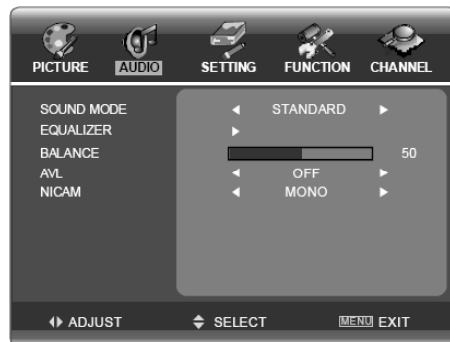 PICTURE AUDIO SETTING FUNCTION CHANNEL
SOUND MODE STANDARD
EQUALIZER
BALANCE 50
AVL OFF
NICAM MONO
ADJUST SELECT MENU EXIT